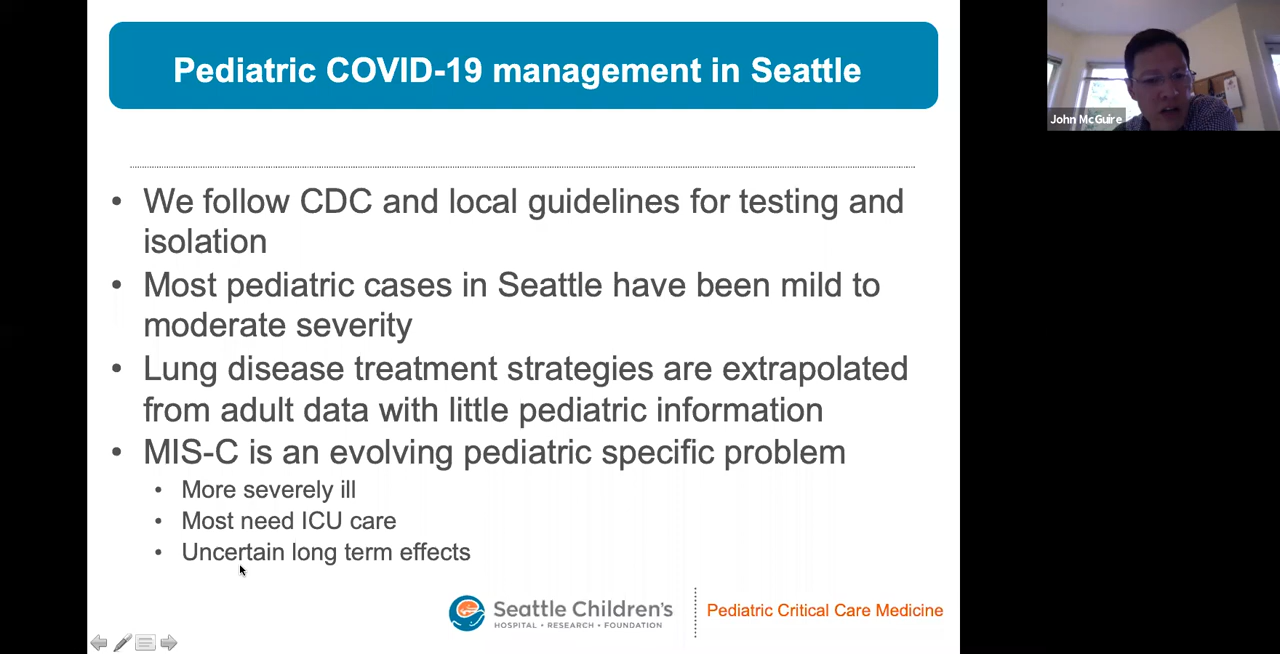 Pediatric COVID-19 management in Seattle
John McGuire
• We follow CDC and local guidelines for testing and
isolation
• Most pediatric cases in Seattle have been mild to
moderate severity
• Lung disease treatment strategies are extrapolated
from adult data with little pediatric information
• MIS-C is an evolving pediatric specific problem
• More severely ill
• Most need ICU care
• Uncertain long term effects
Seattle Children's
HOSPITAL • RESEARCH • FOUNDATION
Pediatric Critical Care Medicine